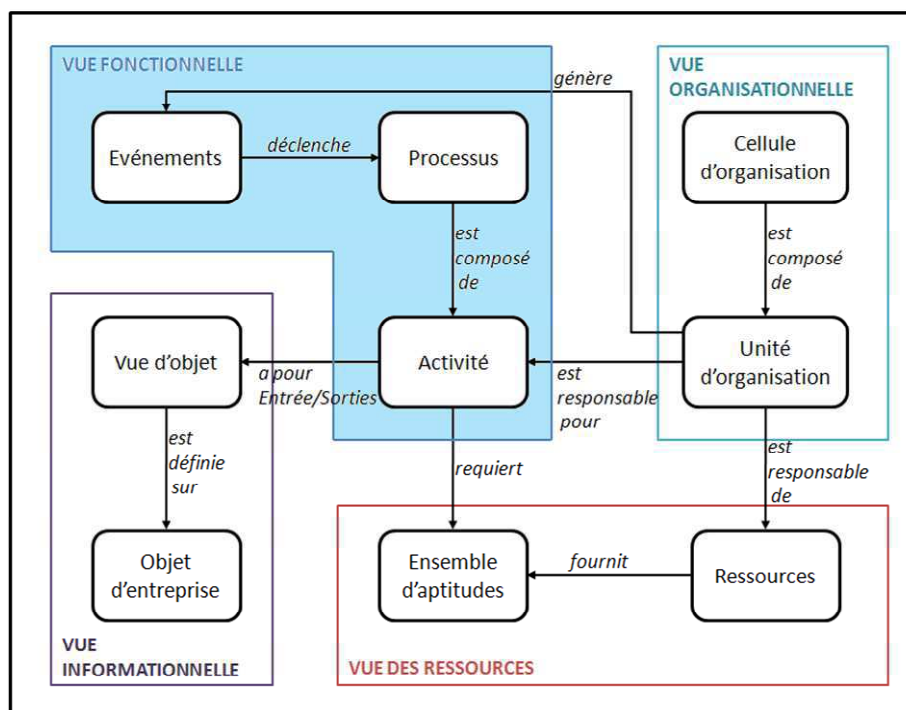 VUE FONCTIONNELLE
génère
VUE
ORGANISATIONNELLE
Evénements
déclenche
Processus
Cellule
d'organisation
est
composé
de
est
composé
de
Vue d'objet
a pour
Entrée/Sorties
Activité
est
responsable
pour
Unité
d'organisation
est
définie
sur
requiert
est
responsable
de
Objet
d'entreprise
Ensemble
d'aptitudes
fournit
Ressources
VUE
INFORMATIONNELLE
VUE DES RESSOURCES